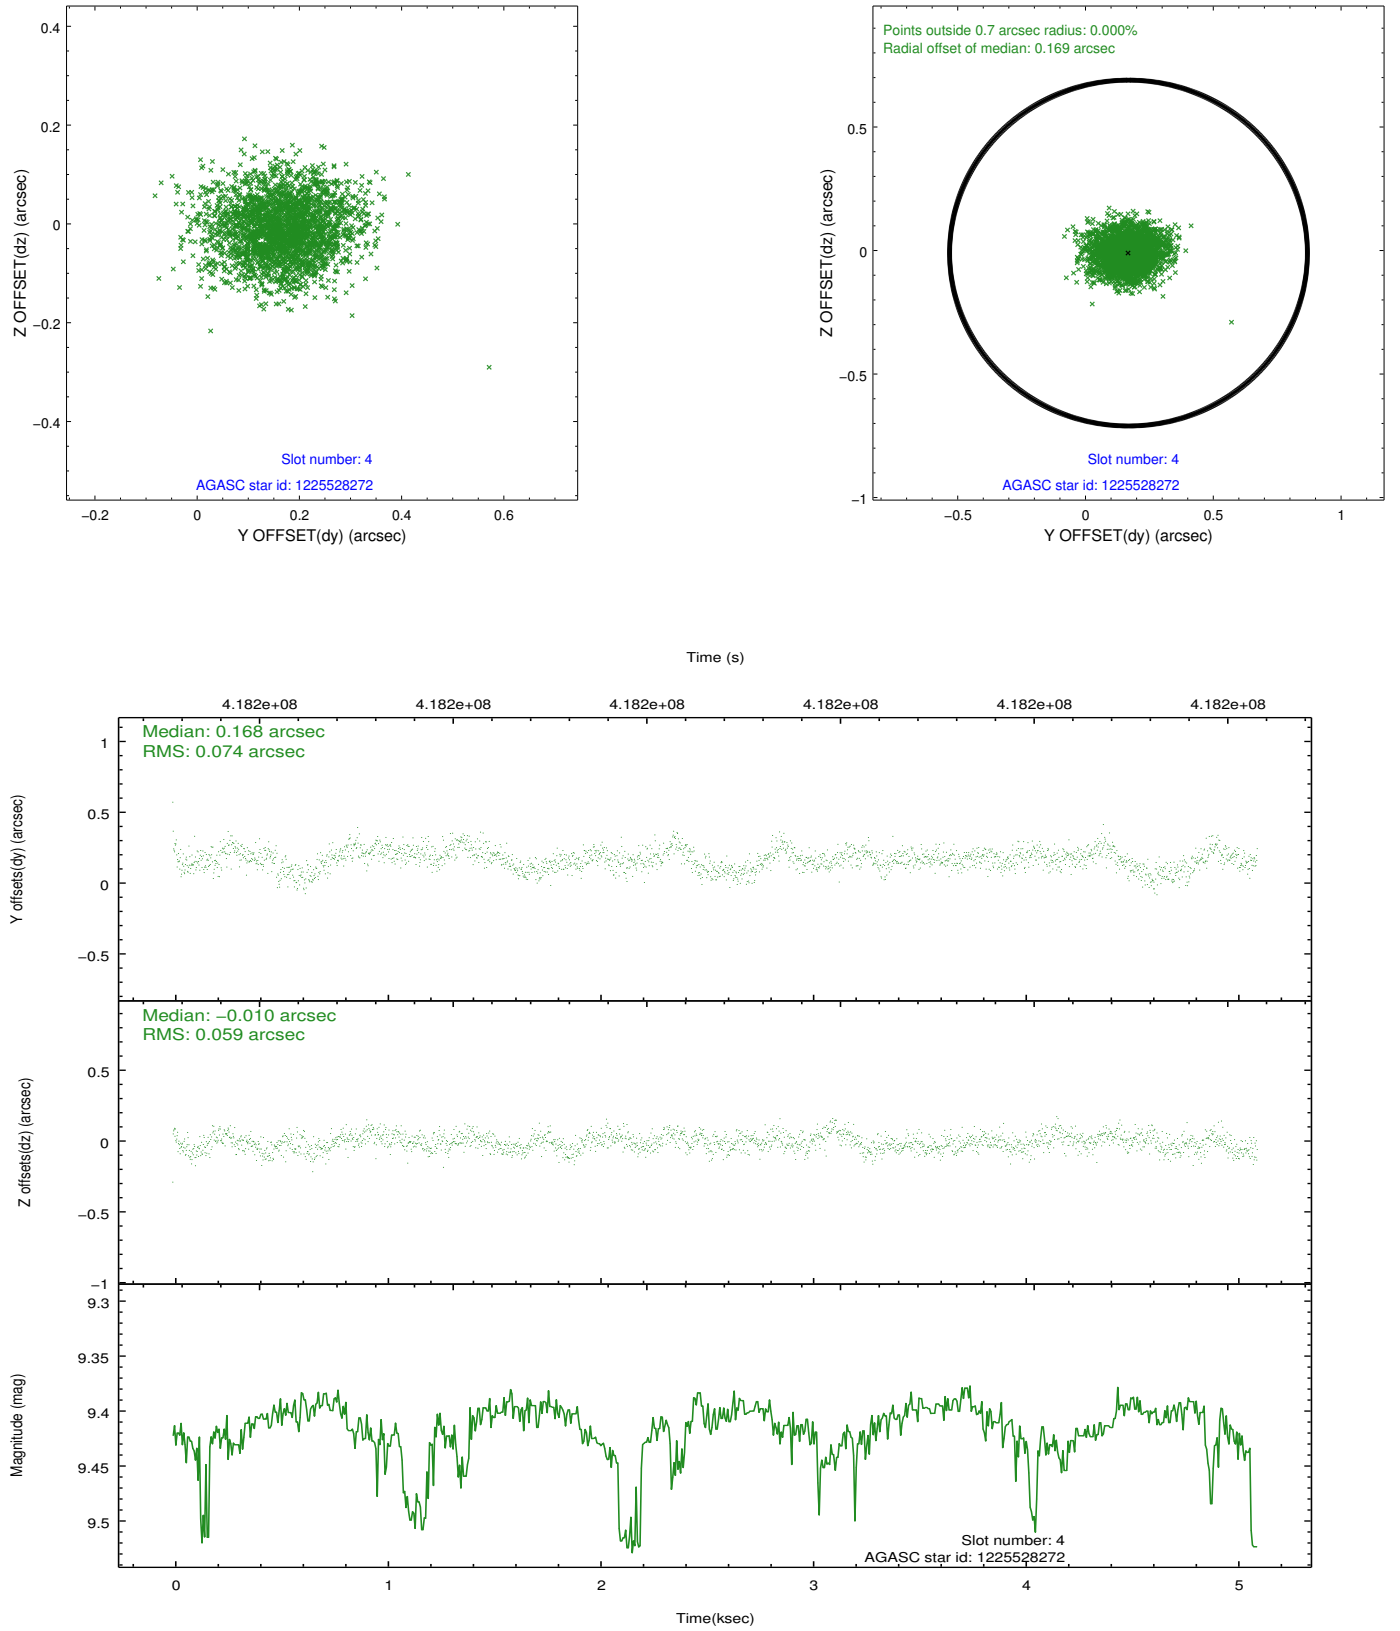 0.4
0.2
0
−0.2
−0.4
Z OFFSET(dz) (arcsec)
Slot number: 4
AGASC star id: 1225528272
−0.2 0 0.2 0.4 0.6
Y OFFSET(dy) (arcsec)
Points outside 0.7 arcsec radius: 0.000%
Radial offset of median: 0.169 arcsec
0.5
0
−0.5
−1
Z OFFSET(dz) (arcsec)
Slot number: 4
AGASC star id: 1225528272
−0.5 0 0.5 1
Y OFFSET(dy) (arcsec)
Time (s)
4.182e+08 4.182e+08 4.182e+08 4.182e+08 4.182e+08 4.182e+08
Median: 0.168 arcsec
RMS: 0.074 arcsec
1
0.5
0
−0.5
Y offsets(dy) (arcsec)
Median: −0.010 arcsec
RMS: 0.059 arcsec
0.5
0
−0.5
−1
Z offsets(dz) (arcsec)
9.3
9.35
9.4
9.45
9.5
Magnitude (mag)
Slot number: 4
AGASC star id: 1225528272
0 1 2 3 4 5
Time(ksec)